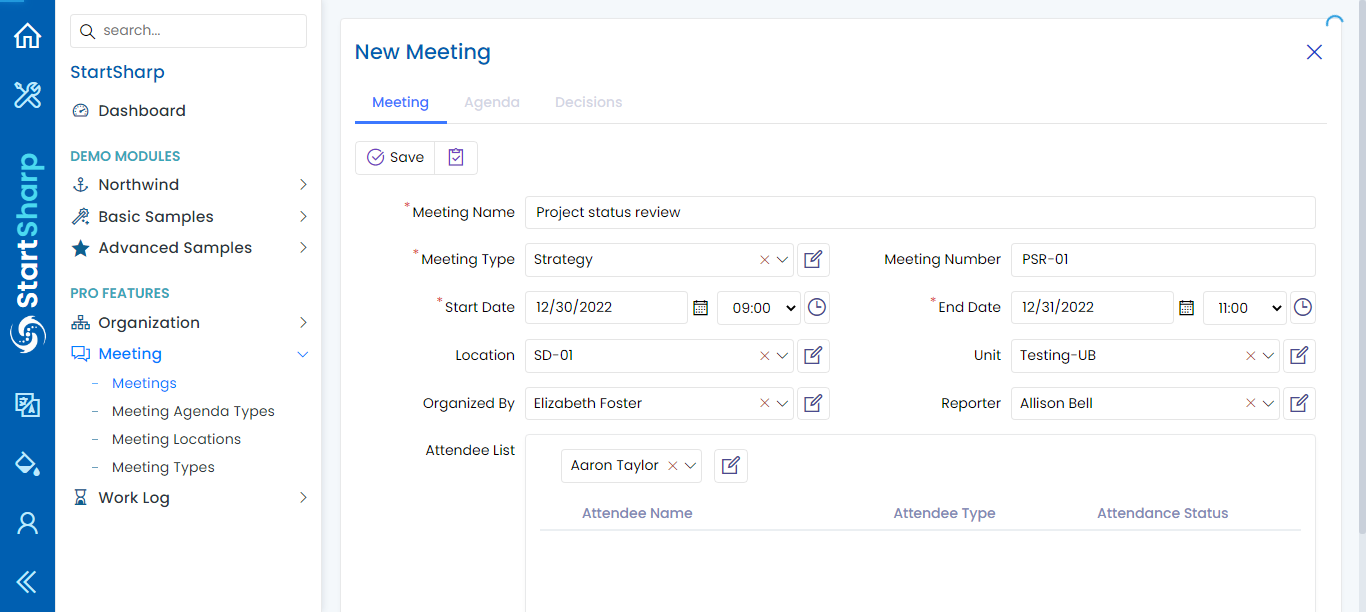 StartSharp
search...
StartSharp
Dashboard
DEMO MODULES
Northwind
Basic Samples
Advanced Samples
PRO FEATURES
Organization
Meeting
Meetings
Meeting Agenda Types
Meeting Locations
Meeting Types
Work Log
New Meeting
Meeting Agenda Decisions
Save
*Meeting Name Project status review
*Meeting Type Strategy Meeting Number PSR-01
*Start Date 12/30/2022 09:00 *End Date 12/31/2022 11:00
Location SD-01 Unit Testing-UB
Organized By Elizabeth Foster Reporter Allison Bell
Attendee List
Aaron Taylor
Attendee Name Attendee Type Attendance Status